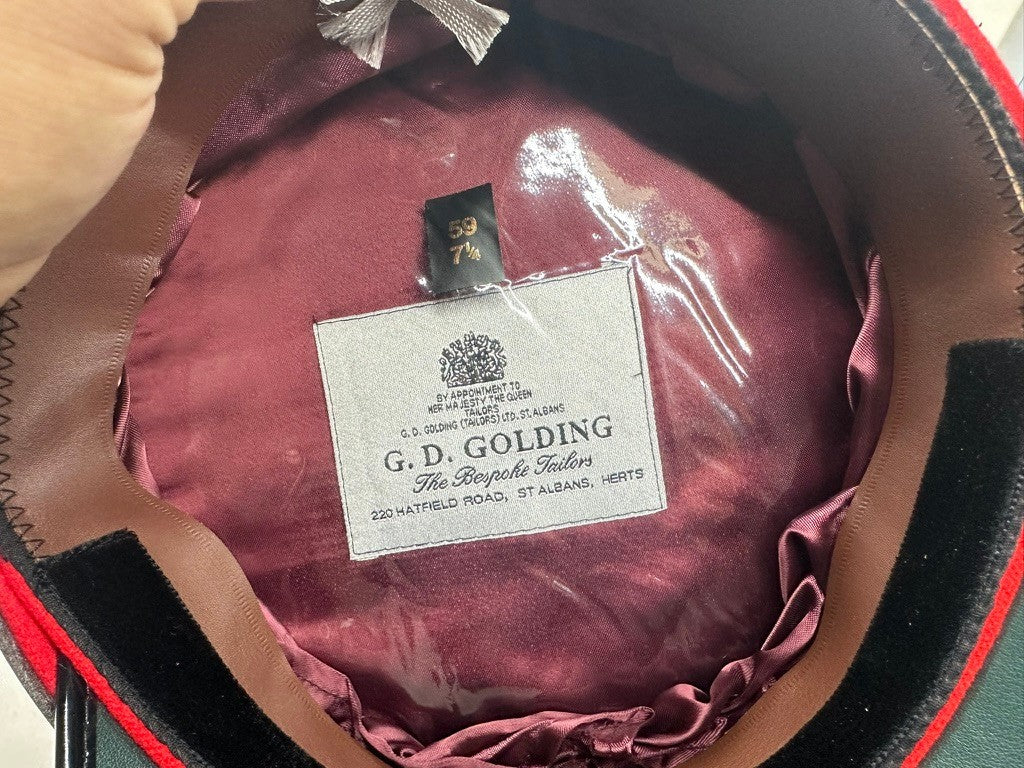 59
7¼
BY APPOINTMENT TO
HER MAJESTY THE QUEEN
TAILORS
G. D. GOLDING (TAILORS) LTD. ST. ALBANS
G. D. GOLDING
The Bespoke Tailors
220 HATFIELD ROAD, ST ALBANS, HERTS